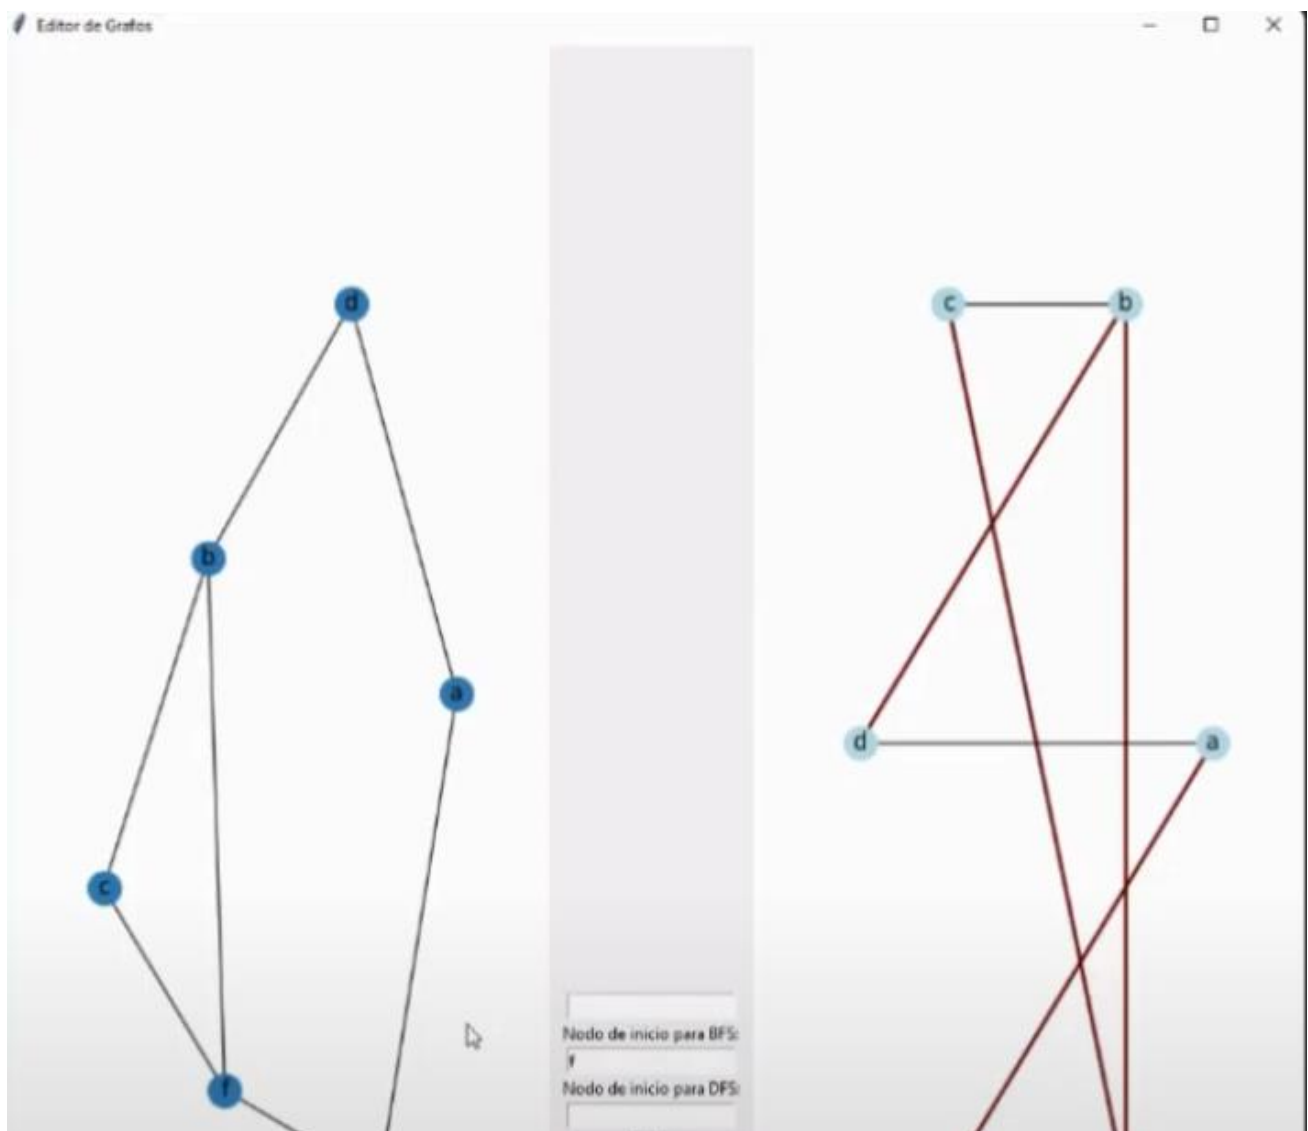 Editor de Grafos
d
c b
b
a
d a
c
Nodo de inicio para BFS:
f
Nodo de inicio para DFS:
f